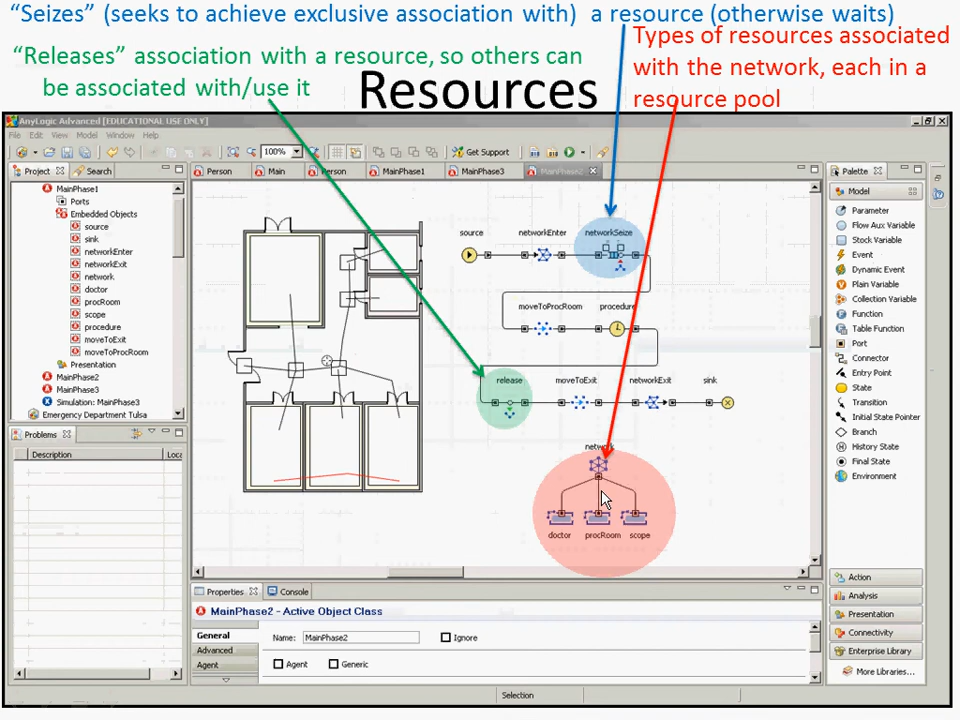 “Seizes” (seeks to achieve exclusive association with) a resource (otherwise waits)
“Releases” association with a resource, so others can
be associated with/use it
Types of resources associated
with the network, each in a
resource pool
Resources
AnyLogic Advanced [EDUCATIONAL USE ONLY]
File Edit View Model Window Help
100% Get Support
Project Search
MainPhase1
Ports
Embedded Objects
source
sink
networkEnter
networkExit
network
doctor
procRoom
scope
procedure
moveToExit
moveToProcRoom
Presentation
MainPhase2
MainPhase3
Simulation: MainPhase3
Emergency Department Tulsa
Problems
Description Loca
Person Main Person MainPhase1 MainPhase3 MainPhase2
source networkEnter networkSeize
moveToProcRoom procedure
release moveToExit networkExit sink
network
doctor procRoom scope
Properties Console
MainPhase2 - Active Object Class
General
Advanced
Agent
Name: MainPhase2 Ignore
Agent Generic
Selection
Palette
Model
Parameter
Flow Aux Variable
Stock Variable
Event
Dynamic Event
Plain Variable
Collection Variable
Function
Table Function
Port
Connector
Entry Point
State
Transition
Initial State Pointer
Branch
History State
Final State
Environment
Action
Analysis
Presentation
Connectivity
Enterprise Library
More Libraries...